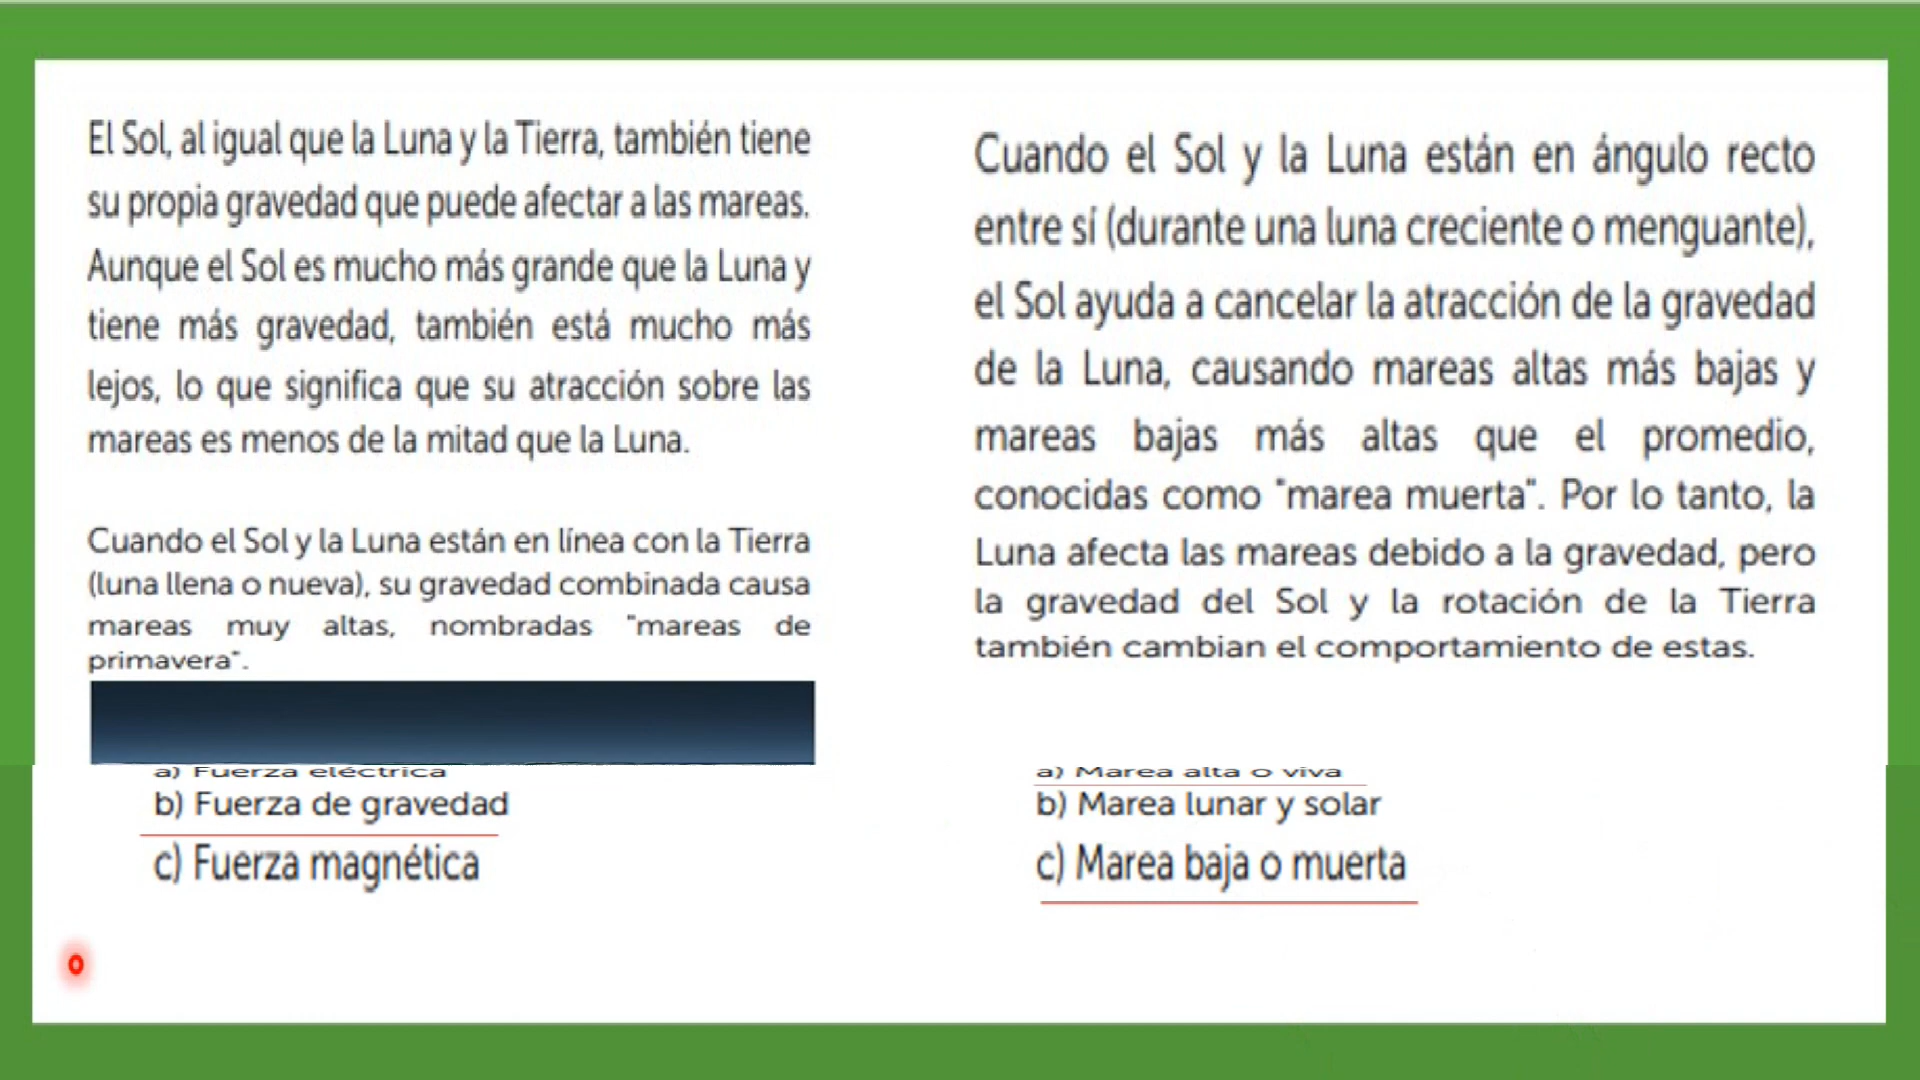 El Sol, al igual que la Luna y la Tierra, también tiene
su propia gravedad que puede afectar a las mareas.
Aunque el Sol es mucho más grande que la Luna y
tiene más gravedad, también está mucho más
lejos, lo que significa que su atracción sobre las
mareas es menos de la mitad que la Luna.
Cuando el Sol y la Luna están en línea con la Tierra
(luna llena o nueva), su gravedad combinada causa
mareas muy altas, nombradas "mareas de
primavera".
a) Fuerza eléctrica
b) Fuerza de gravedad
c) Fuerza magnética
Cuando el Sol y la Luna están en ángulo recto
entre sí (durante una luna creciente o menguante),
el Sol ayuda a cancelar la atracción de la gravedad
de la Luna, causando mareas altas más bajas y
mareas bajas más altas que el promedio,
conocidas como "marea muerta". Por lo tanto, la
Luna afecta las mareas debido a la gravedad, pero
la gravedad del Sol y la rotación de la Tierra
también cambian el comportamiento de estas.
a) Marea alta o viva
b) Marea lunar y solar
c) Marea baja o muerta